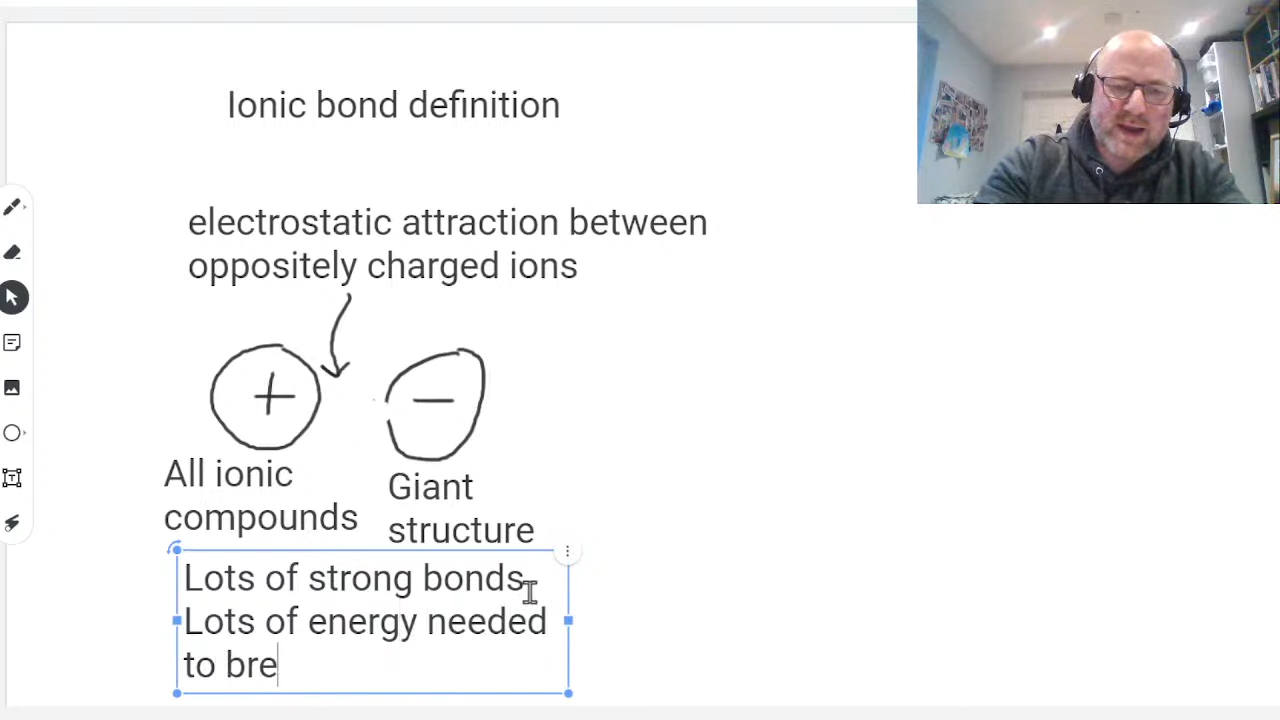 Ionic bond definition
electrostatic attraction between
oppositely charged ions
+
−
All ionic
compounds
Giant
structure
Lots of strong bonds
Lots of energy needed
to bre